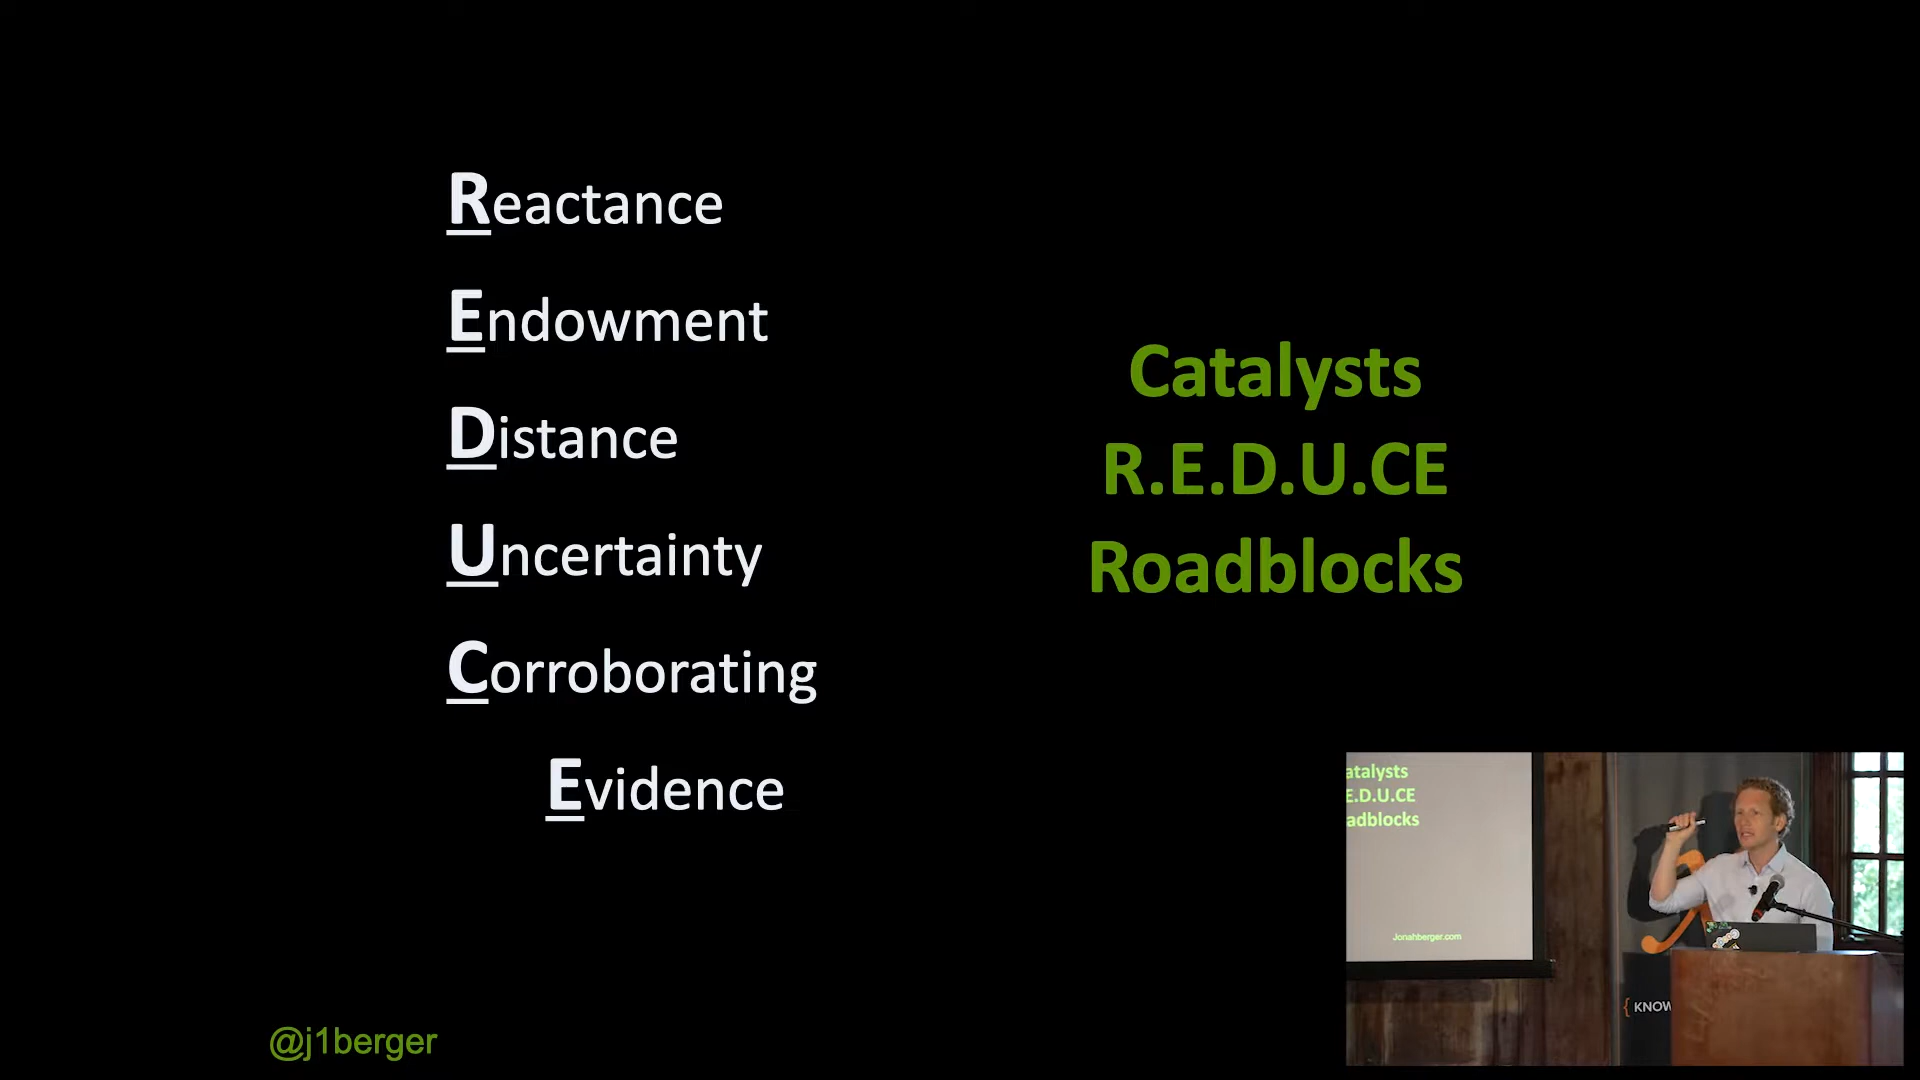 Reactance
Endowment
Distance
Uncertainty
Corroborating
Evidence
Catalysts
R.E.D.U.CE
Roadblocks
@j1berger
atalysts
E.D.U.CE
adblocks
Jonahberger.com
{ KNOW